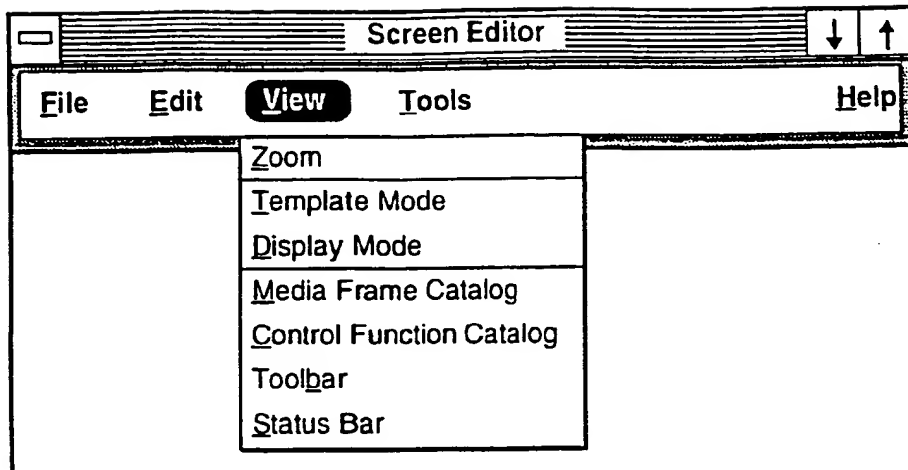 Screen Editor
File Edit View Tools Help
Zoom
Template Mode
Display Mode
Media Frame Catalog
Control Function Catalog
Toolbar
Status Bar